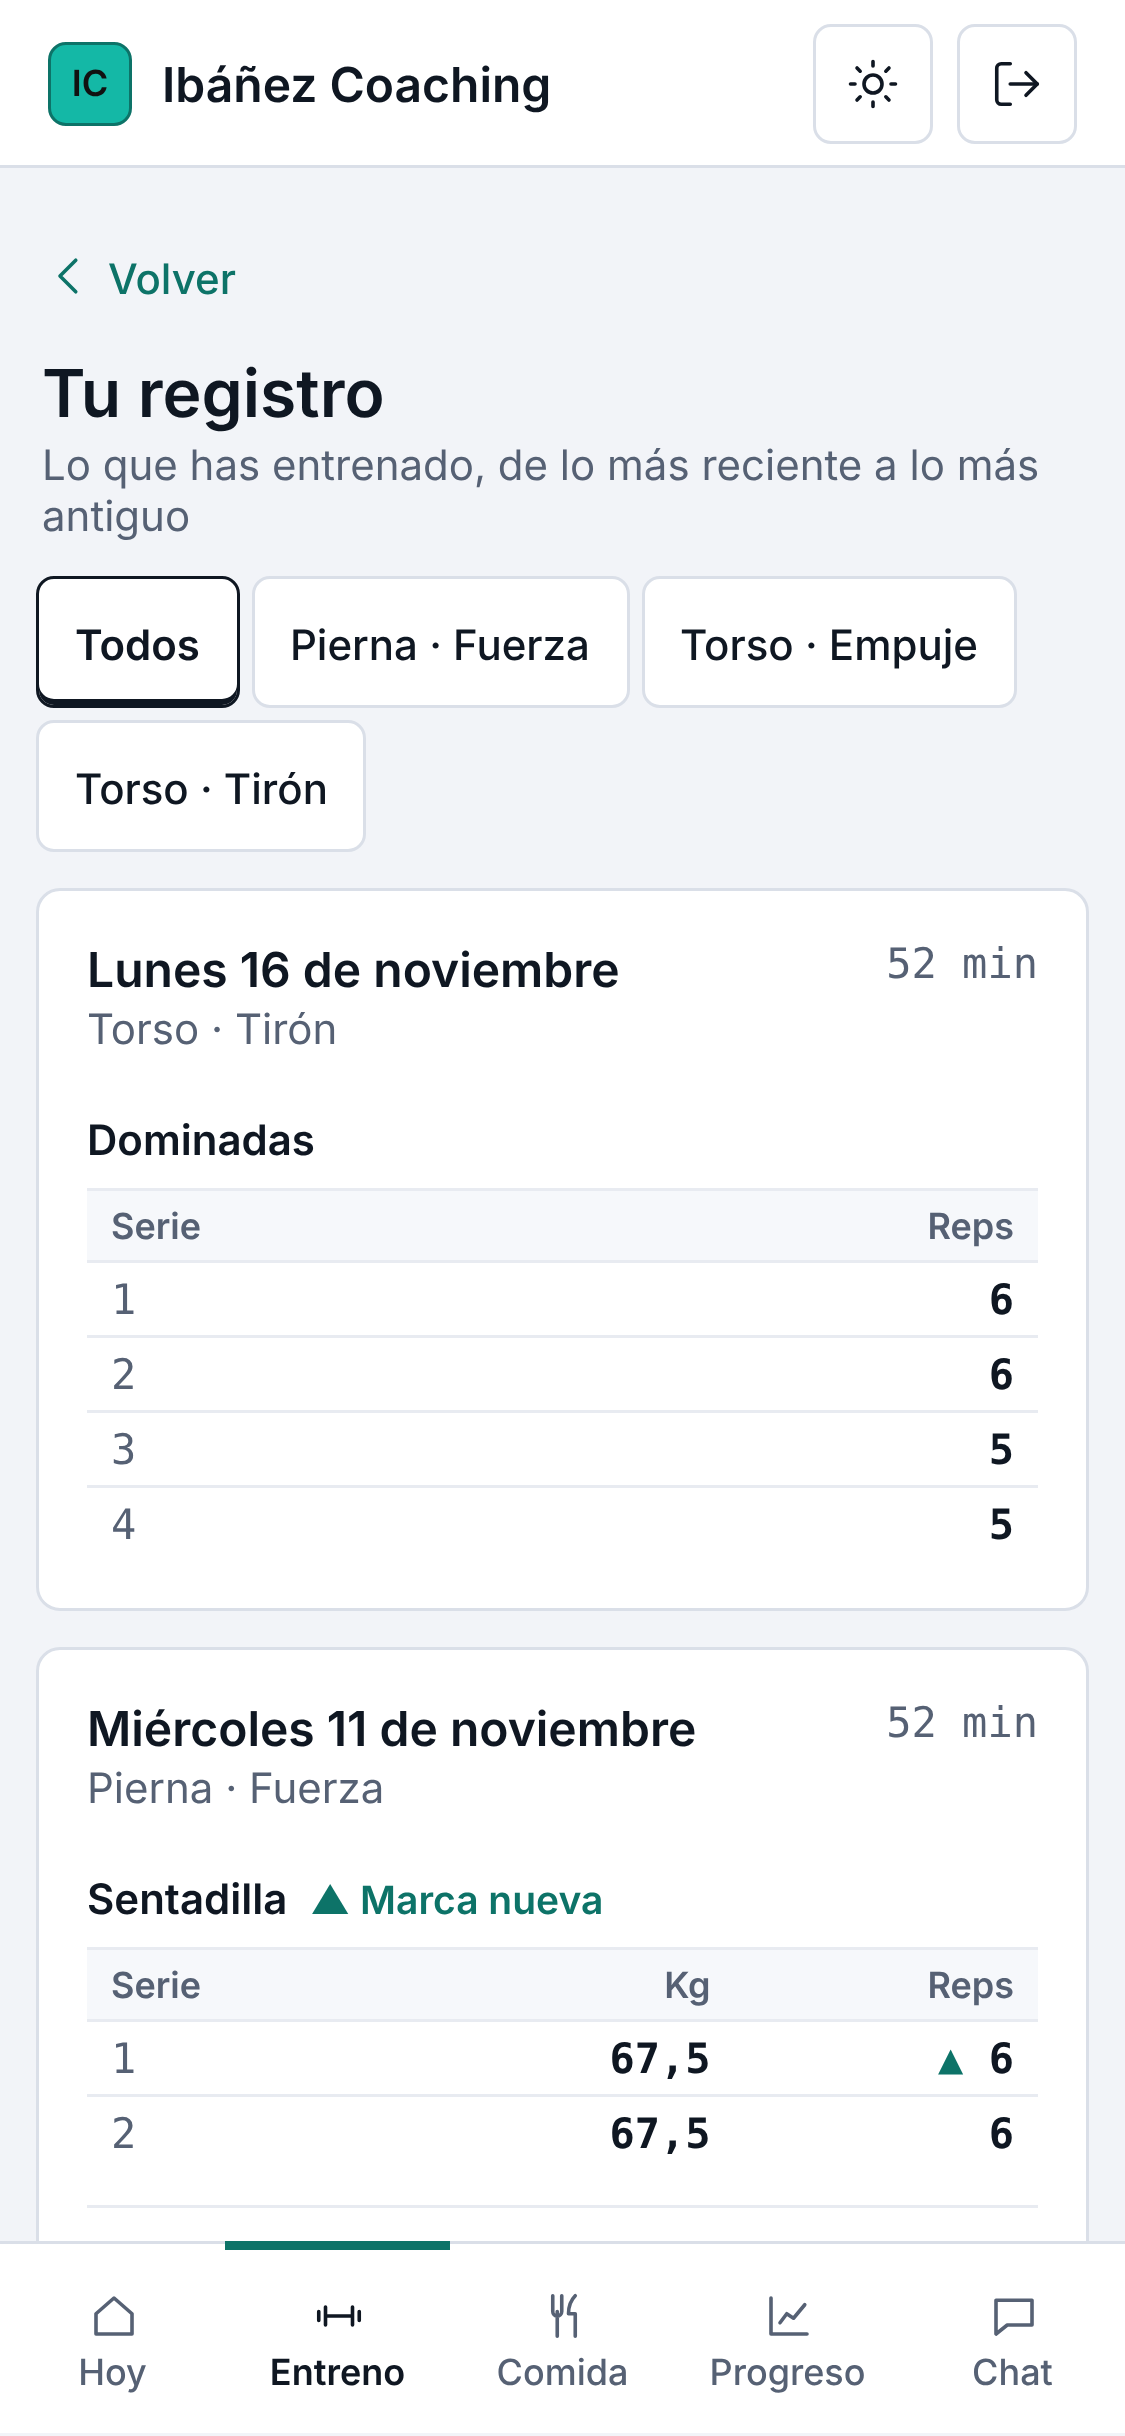 IC Ibáñez Coaching
Volver
Tu registro
Lo que has entrenado, de lo más reciente a lo más
antiguo
Todos Pierna · Fuerza Torso · Empuje
Torso · Tirón
Lunes 16 de noviembre 52 min
Torso · Tirón
Dominadas
Serie Reps
1 6
2 6
3 5
4 5
Miércoles 11 de noviembre 52 min
Pierna · Fuerza
Sentadilla ▲ Marca nueva
Serie Kg Reps
1 67,5 ▲ 6
2 67,5 6
Hoy Entreno Comida Progreso Chat